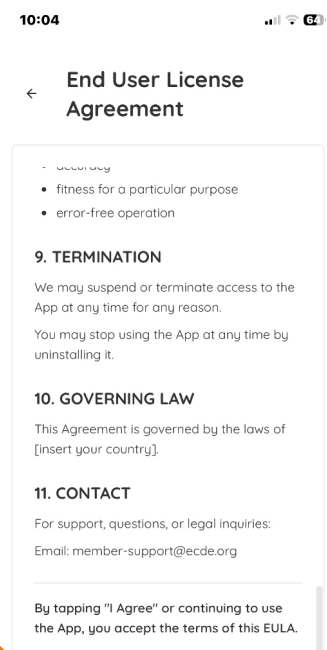 10:04
64
End User License
Agreement
accuracy
fitness for a particular purpose
error-free operation
9. TERMINATION
We may suspend or terminate access to the
App at any time for any reason.
You may stop using the App at any time by
uninstalling it.
10. GOVERNING LAW
This Agreement is governed by the laws of
[insert your country].
11. CONTACT
For support, questions, or legal inquiries:
Email: member-support@ecde.org
By tapping "I Agree" or continuing to use
the App, you accept the terms of this EULA.